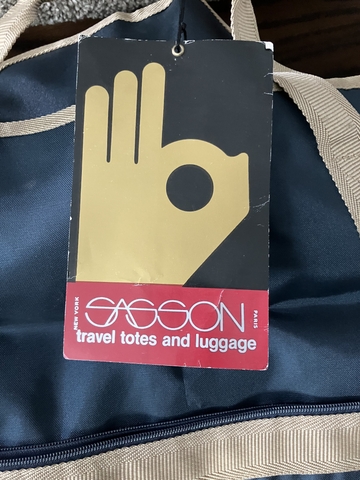 NEW YORK
SASSON
PARIS
travel totes and luggage